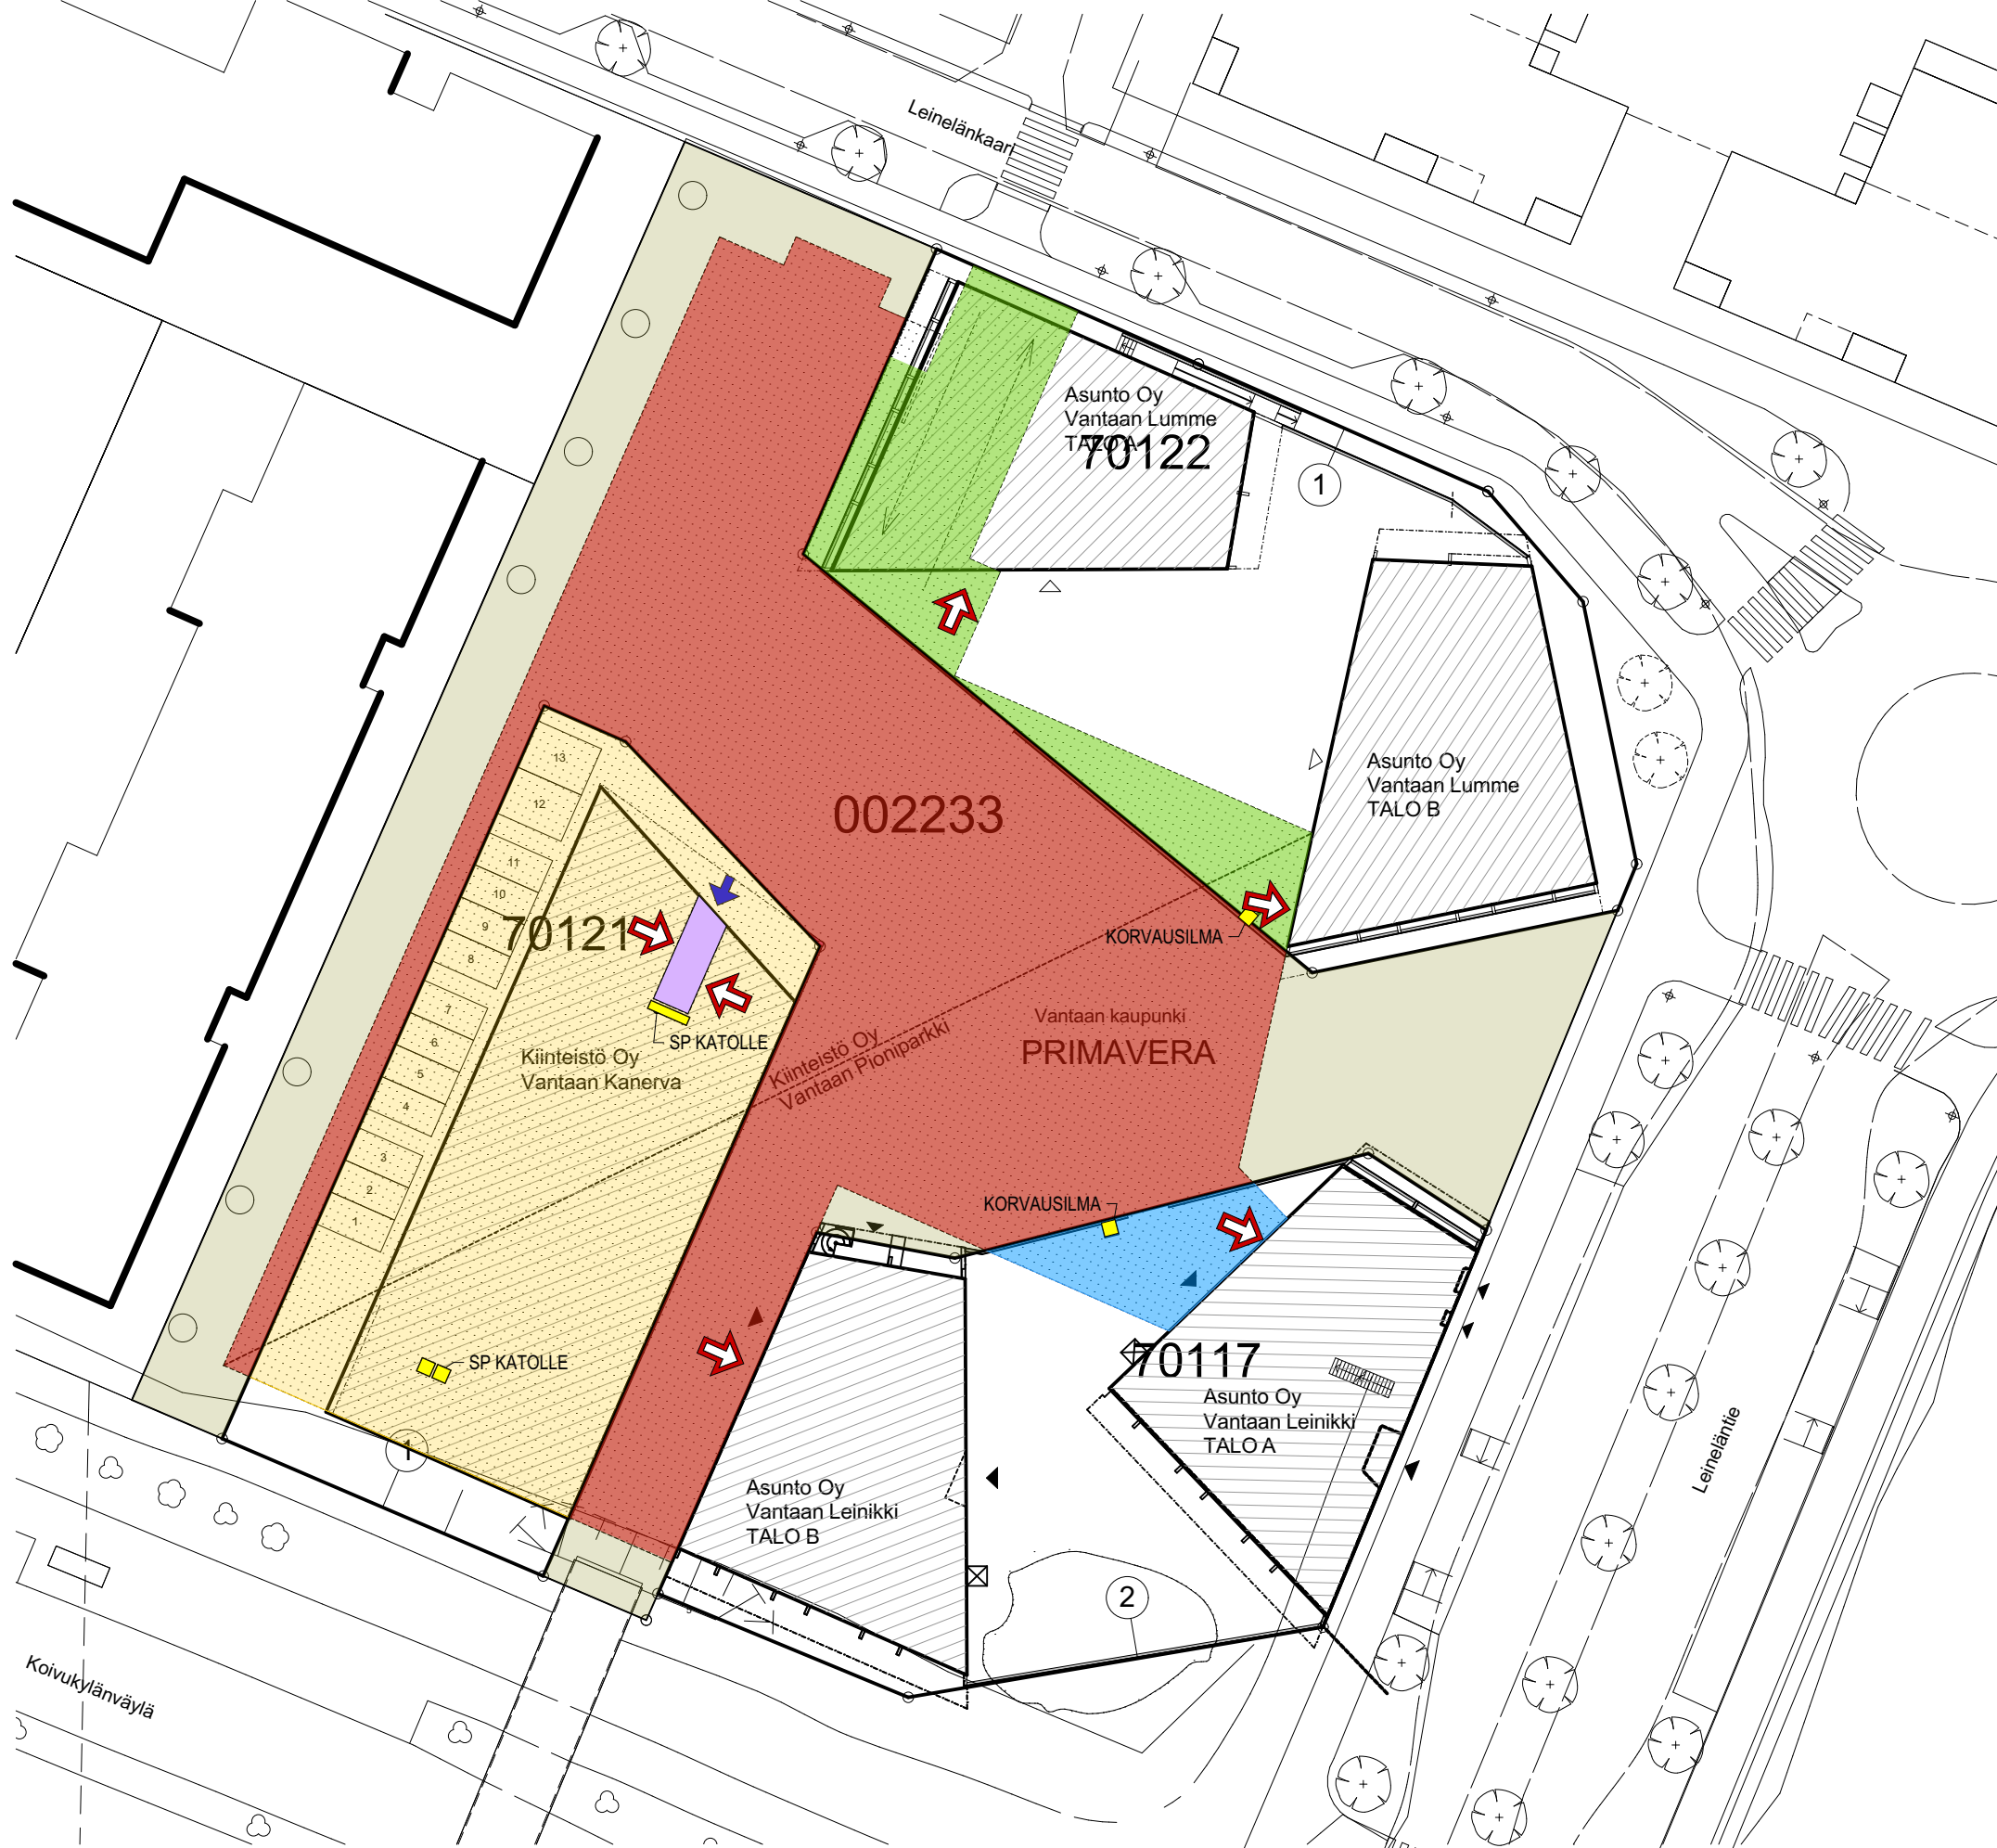 Leinelänkaari
Asunto Oy
Vantaan Lumme
TALO A
70122
1
Asunto Oy
Vantaan Lumme
TALO B
002233
13
12
11
10
9
8
7
6
5
4
3
2
1
70121
KORVAUSILMA
SP KATOLLE
Kiinteistö Oy
Vantaan Kanerva
Kiinteistö Oy
Vantaan Pioniparkki
Vantaan kaupunki
PRIMAVERA
KORVAUSILMA
SP KATOLLE
70117
Asunto Oy
Vantaan Leinikki
TALO A
1
Asunto Oy
Vantaan Leinikki
TALO B
2
Leineläntie
Koivukylänväylä